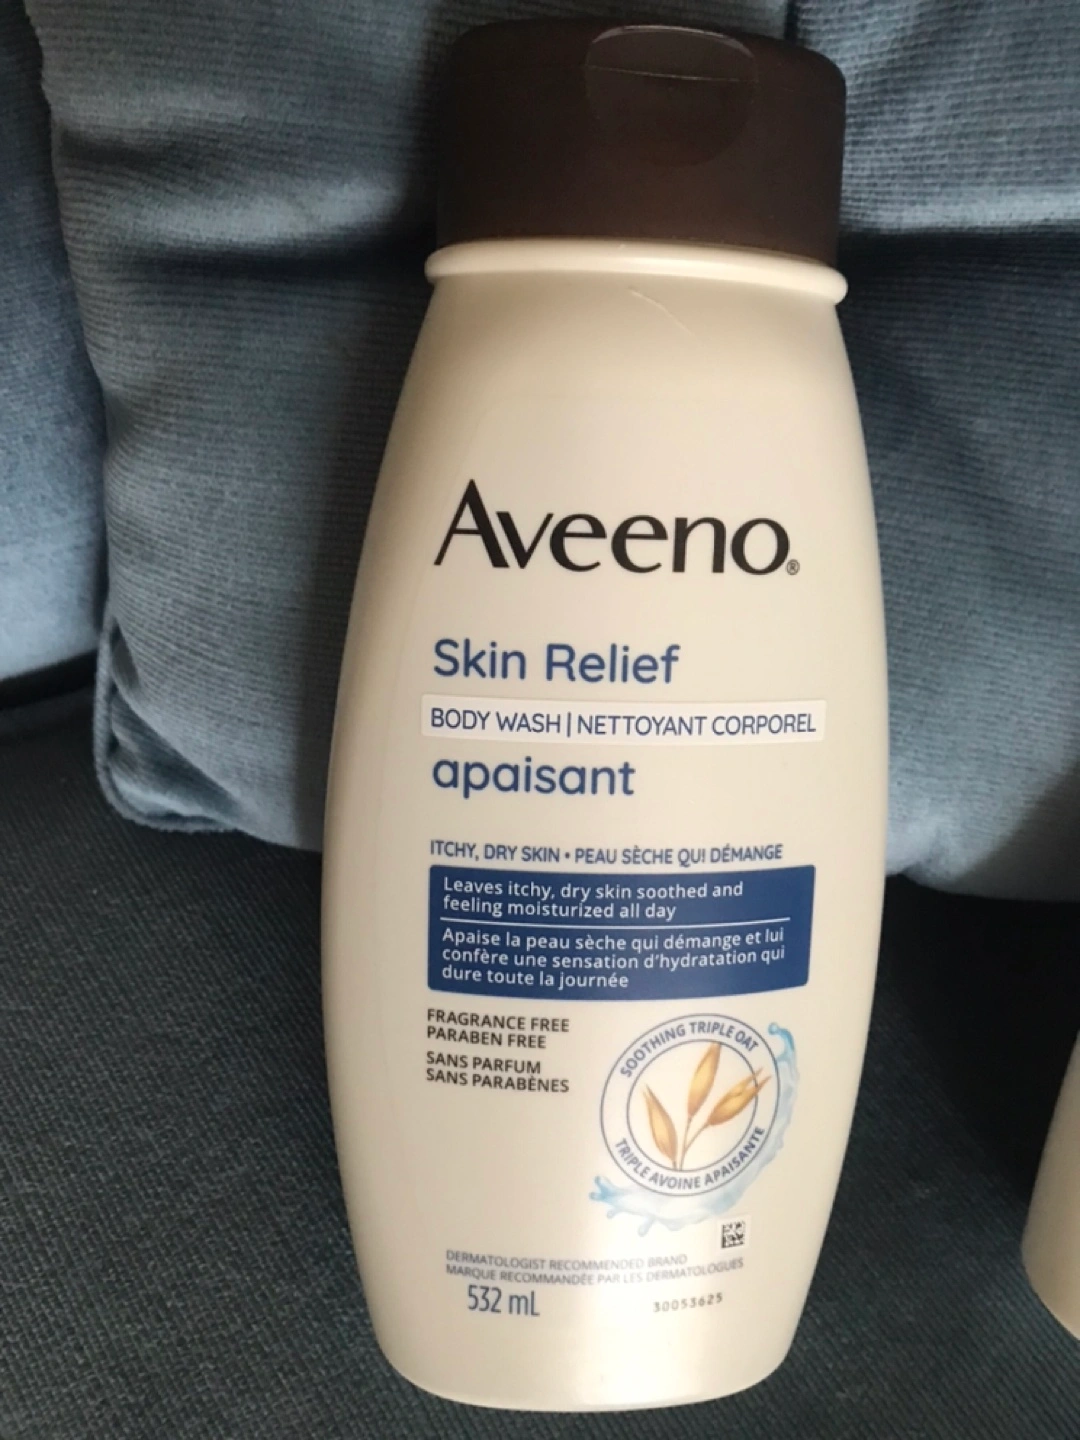 Aveeno®
Skin Relief
BODY WASH | NETTOYANT CORPOREL
apaisant
ITCHY, DRY SKIN • PEAU SÈCHE QUI DÉMANGE
Leaves itchy, dry skin soothed and
feeling moisturized all day
Apaise la peau sèche qui démange et lui
confère une sensation d'hydratation qui
dure toute la journée
FRAGRANCE FREE
PARABEN FREE
SANS PARFUM
SANS PARABÈNES
SOOTHING TRIPLE OAT
TRIPLE AVOINE APAISANTE
DERMATOLOGIST RECOMMENDED BRAND
MARQUE RECOMMANDÉE PAR LES DERMATOLOGUES
532 mL
30053625